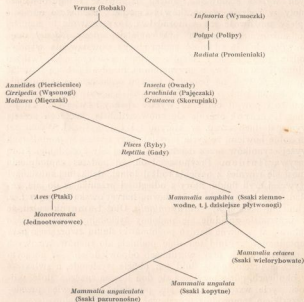 Vermes (Robaki)
Infusoria (Wymoczki)
Polypi (Polipy)
Radiata (Promieniaki)
Annelides (Pierścienice)
Cirripedia (Wąsonogi)
Mollusca (Mięczaki)
Insecta (Owady)
Arachnida (Pajęczaki)
Crustacea (Skorupiaki)
Pisces (Ryby)
Reptilia (Gady)
Aves (Ptaki)
Monotremata
(Jednootworowce)
Mammalia amphibia (Ssaki ziemno-
wodne, t. j. dzisiejsze płytwonogi)
Mammalia cetacea
(Ssaki wielorybowate)
Mammalia ungulata
(Ssaki kopytne)
Mammalia unguiculata
(Ssaki pazuronośne)